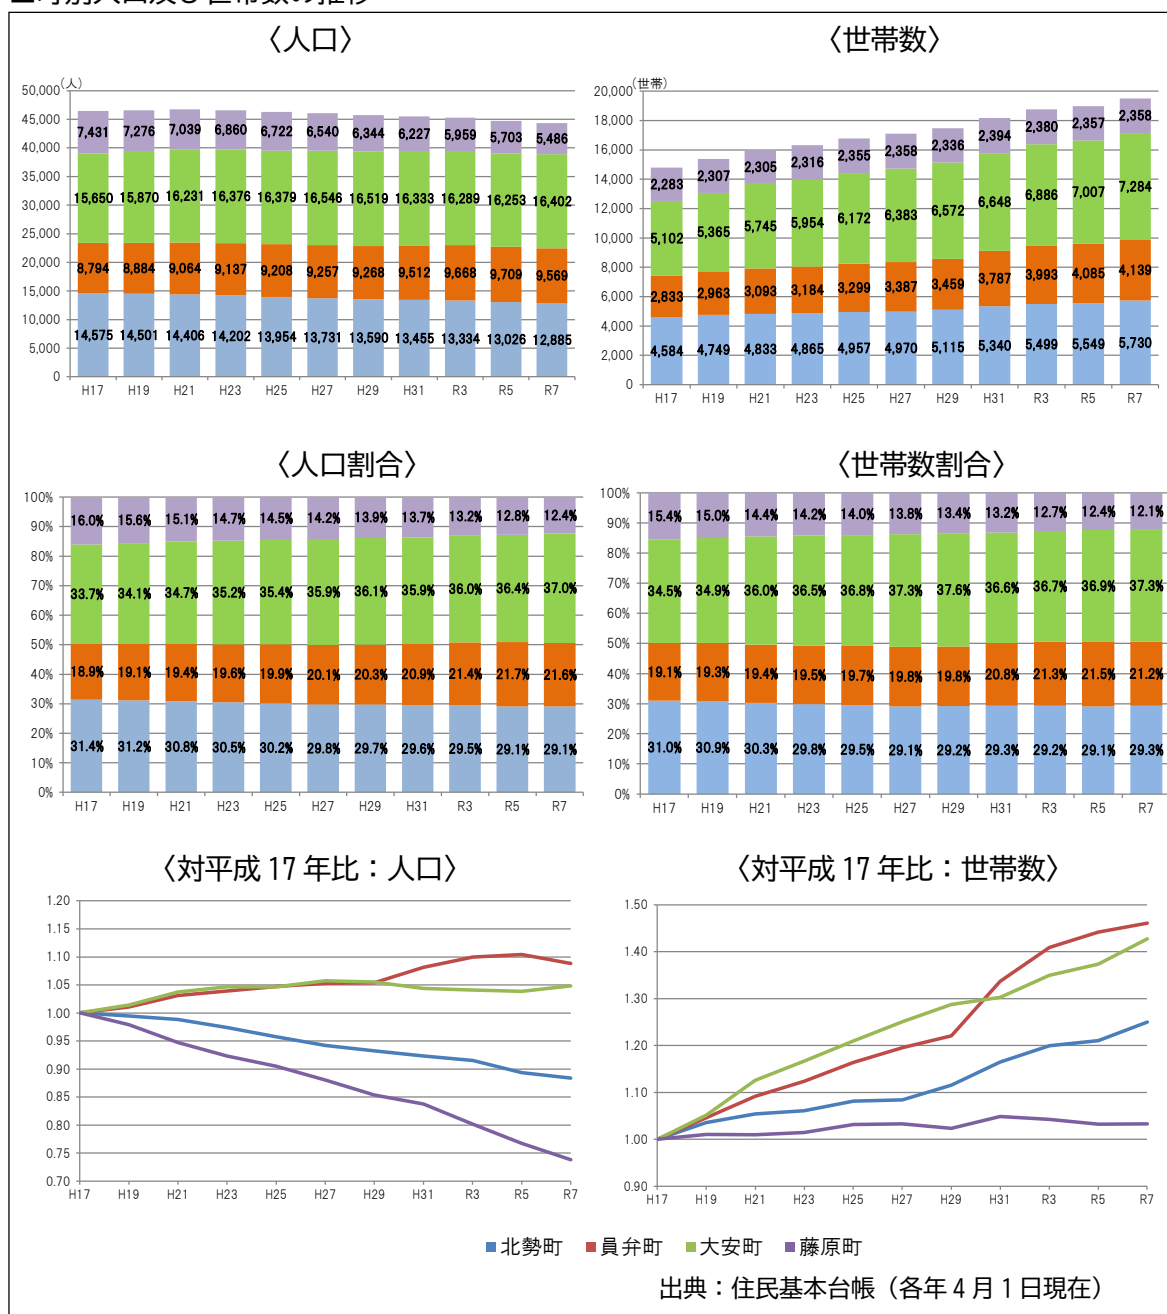 〈人口〉
〈世帯数〉
(人)
50,000
45,000
40,000
35,000
30,000
25,000
20,000
15,000
10,000
5,000
0
7,431 7,276 7,039 6,860 6,722 6,540 6,344 6,227 5,959 5,703 5,486
15,650 15,870 16,231 16,376 16,379 16,546 16,519 16,333 16,289 16,253 16,402
8,794 8,884 9,064 9,137 9,208 9,257 9,268 9,512 9,668 9,709 9,569
14,575 14,501 14,406 14,202 13,954 13,731 13,590 13,455 13,334 13,026 12,885
H17 H19 H21 H23 H25 H27 H29 H31 R3 R5 R7
(世帯)
20,000
18,000
16,000
14,000
12,000
10,000
8,000
6,000
4,000
2,000
0
2,283 2,307 2,305 2,316 2,355 2,358 2,336 2,394 2,380 2,357 2,358
5,102 5,365 5,745 5,954 6,172 6,383 6,572 6,648 6,886 7,007 7,284
2,833 2,963 3,093 3,184 3,299 3,387 3,459 3,787 3,993 4,085 4,139
4,584 4,749 4,833 4,865 4,957 4,970 5,115 5,340 5,499 5,549 5,730
H17 H19 H21 H23 H25 H27 H29 H31 R3 R5 R7
〈人口割合〉
〈世帯数割合〉
100%
90%
80%
70%
60%
50%
40%
30%
20%
10%
0%
16.0% 15.6% 15.1% 14.7% 14.5% 14.2% 13.9% 13.7% 13.2% 12.8% 12.4%
33.7% 34.1% 34.7% 35.2% 35.4% 35.9% 36.1% 35.9% 36.0% 36.4% 37.0%
18.9% 19.1% 19.4% 19.6% 19.9% 20.1% 20.3% 20.9% 21.4% 21.7% 21.6%
31.4% 31.2% 30.8% 30.5% 30.2% 29.8% 29.7% 29.6% 29.5% 29.1% 29.1%
H17 H19 H21 H23 H25 H27 H29 H31 R3 R5 R7
100%
90%
80%
70%
60%
50%
40%
30%
20%
10%
0%
15.4% 15.0% 14.4% 14.2% 14.0% 13.8% 13.4% 13.2% 12.7% 12.4% 12.1%
34.5% 34.9% 36.0% 36.5% 36.8% 37.3% 37.6% 36.6% 36.7% 36.9% 37.3%
19.1% 19.3% 19.4% 19.5% 19.7% 19.8% 19.8% 20.8% 21.3% 21.5% 21.2%
31.0% 30.9% 30.3% 29.8% 29.5% 29.1% 29.2% 29.3% 29.2% 29.1% 29.3%
H17 H19 H21 H23 H25 H27 H29 H31 R3 R5 R7
〈対平成 17 年比：人口〉
〈対平成 17 年比：世帯数〉
1.20
1.15
1.10
1.05
1.00
0.95
0.90
0.85
0.80
0.75
0.70
H17 H19 H21 H23 H25 H27 H29 H31 R3 R5 R7
1.50
1.40
1.30
1.20
1.10
1.00
0.90
H17 H19 H21 H23 H25 H27 H29 H31 R3 R5 R7
北勢町 員弁町 大安町 藤原町
出典：住民基本台帳（各年 4 月 1 日現在）